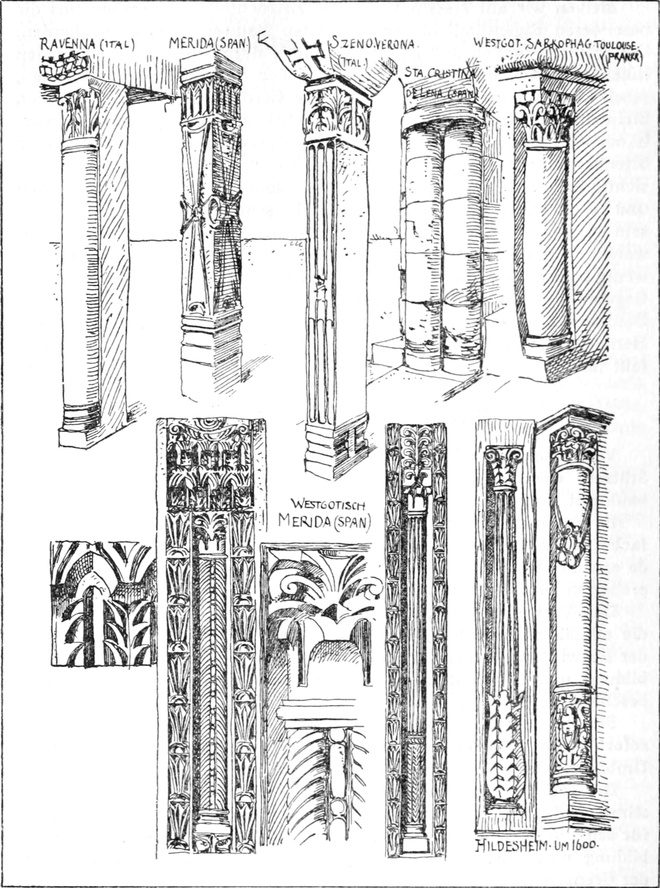 RAVENNA (ITAL)
MERIDA (SPAN)
S ZENO. VERONA.
(ITAL.)
STA. CRISTINA
DE LENA. (SPAN)
WESTGOT. SARKOPHAG TOULOUSE.
(FRANKR)
WESTGOTISCH
MERIDA (SPAN)
HILDESHEIM. UM 1600.